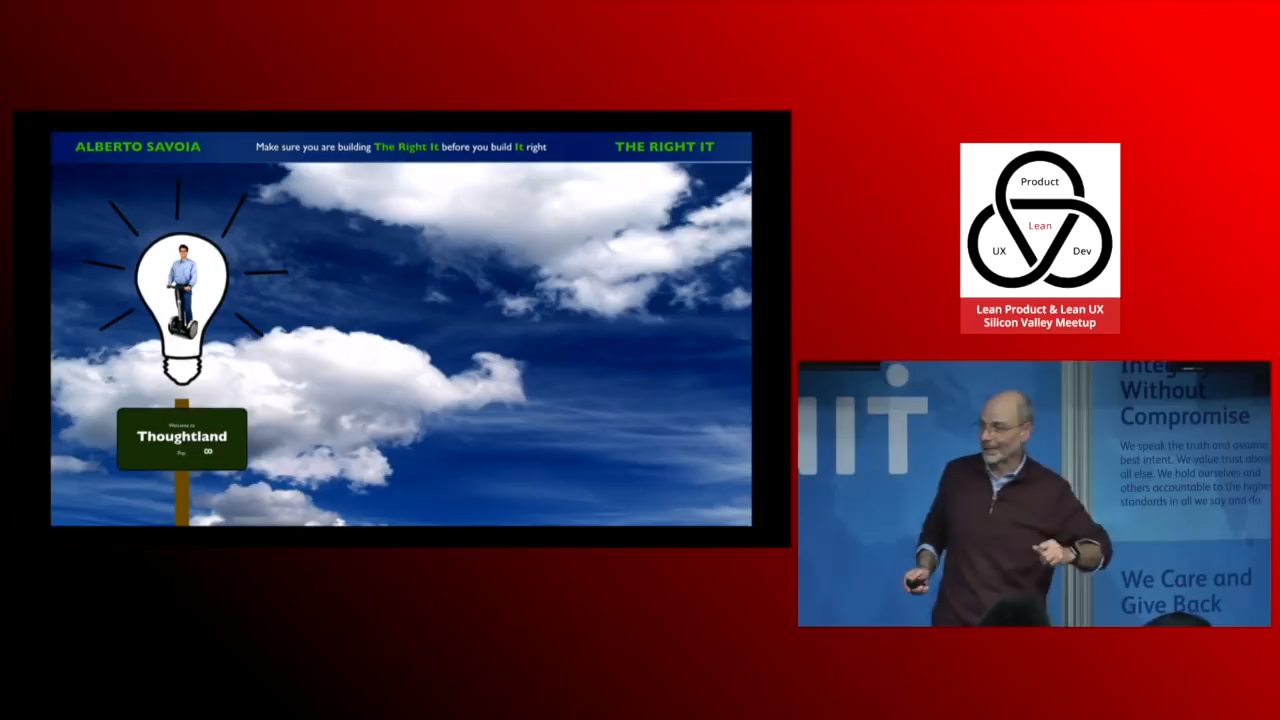 ALBERTO SAVOIA
Make sure you are building The Right It before you build It right
THE RIGHT IT
Welcome to
Thoughtland
Pop. ∞
Product
Lean
UX
Dev
Lean Product & Lean UX
Silicon Valley Meetup
Without
Compromise
We speak the truth and assume
best intent. We value trust above
all else. We hold ourselves and
others accountable to the highe
standards in all we say and do.
We Care and
Give Back